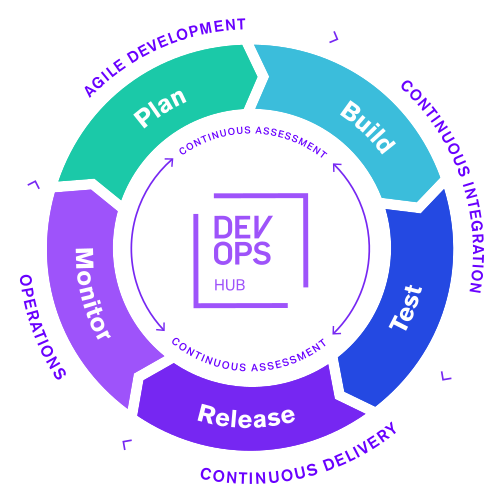 AGILE DEVELOPMENT
CONTINUOUS INTEGRATION
CONTINUOUS DELIVERY
OPERATIONS
Plan
Build
Test
Release
Monitor
CONTINUOUS ASSESSMENT
DEV
OPS
HUB
CONTINUOUS ASSESSMENT